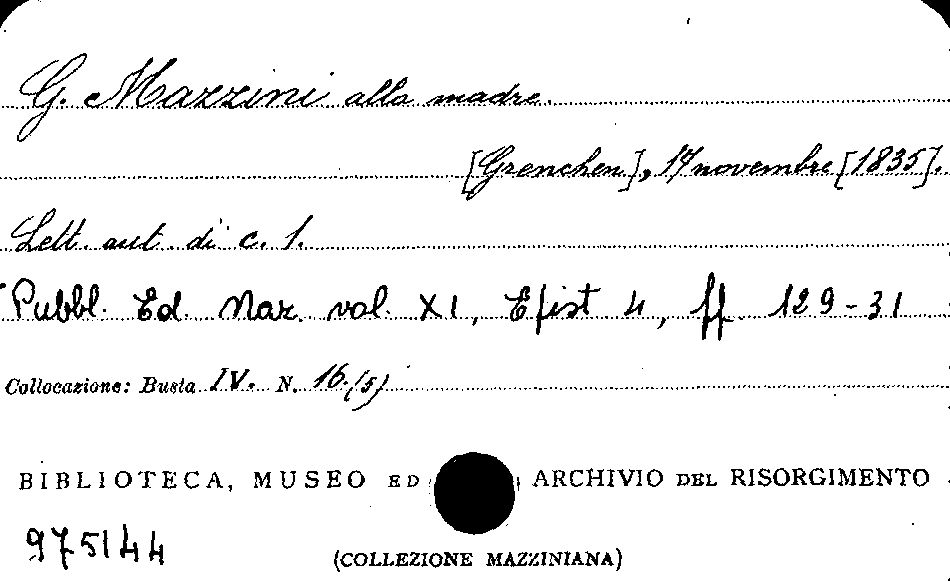 G. Mazzini alla madre.
[Grenchen], 17 novembre [1835].
Lett. aut. di c. 1.
Pubbl. Ed. Naz. vol. XI, Epist 4, pp. 129-31
Collocazione: Busta IV. N. 16.(5)
BIBLIOTECA, MUSEO ED ARCHIVIO DEL RISORGIMENTO
975144
(COLLEZIONE MAZZINIANA)